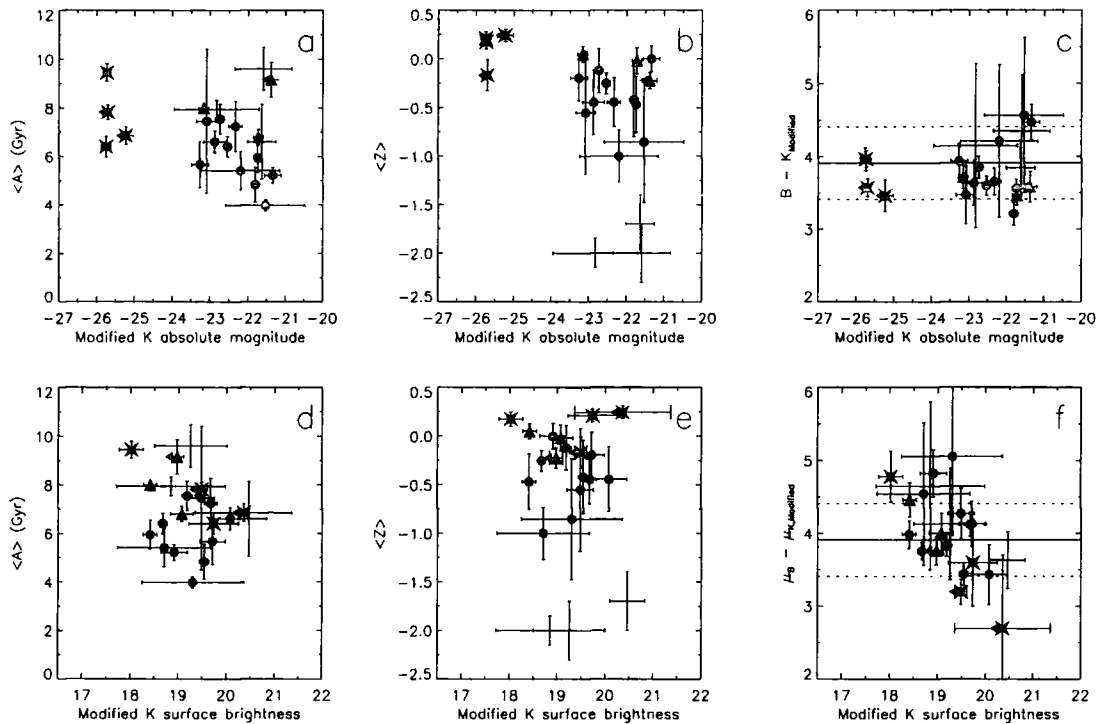 a
12
10
8
6
4
2
0
<A> (Gyr)
-27 -26 -25 -24 -23 -22 -21 -20
Modified K absolute magnitude
b
0.5
0.0
-0.5
-1.0
-1.5
-2.0
-2.5
<Z>
-27 -26 -25 -24 -23 -22 -21 -20
Modified K absolute magnitude
c
6
5
4
3
2
B - K_Modified
-27 -26 -25 -24 -23 -22 -21 -20
Modified K absolute magnitude
d
12
10
8
6
4
2
0
<A> (Gyr)
17 18 19 20 21 22
Modified K surface brightness
e
0.5
0.0
-0.5
-1.0
-1.5
-2.0
-2.5
<Z>
17 18 19 20 21 22
Modified K surface brightness
f
6
5
4
3
2
μ_B - μ_K,Modified
17 18 19 20 21 22
Modified K surface brightness